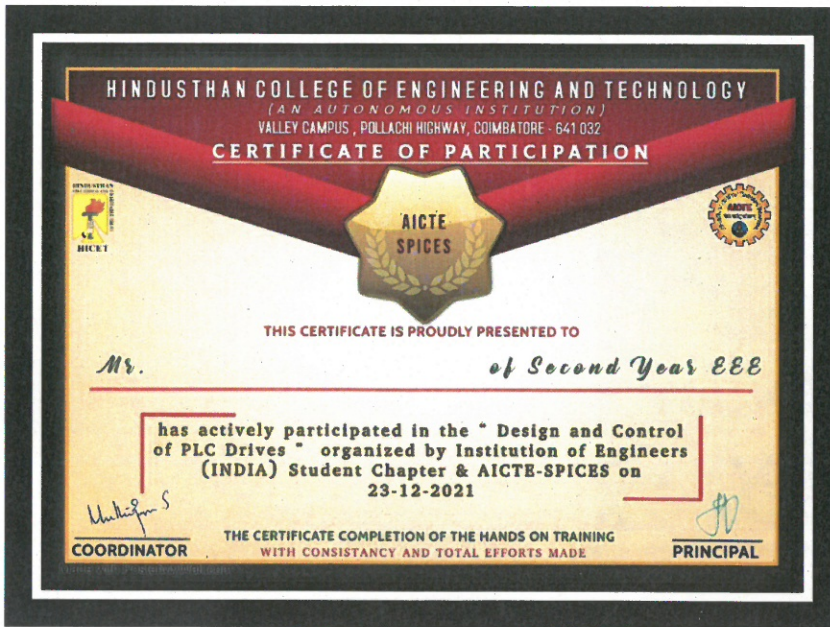 HINDUSTHAN COLLEGE OF ENGINEERING AND TECHNOLOGY
(AN AUTONOMOUS INSTITUTION)
VALLEY CAMPUS , POLLACHI HIGHWAY, COIMBATORE - 641 032
CERTIFICATE OF PARTICIPATION
HINDUSTHAN
HICET
AICTE
SPICES
AICTE
THIS CERTIFICATE IS PROUDLY PRESENTED TO
Mr. of Second Year EEE
has actively participated in the " Design and Control
of PLC Drives " organized by Institution of Engineers
(INDIA) Student Chapter & AICTE-SPICES on
23-12-2021
COORDINATOR
THE CERTIFICATE COMPLETION OF THE HANDS ON TRAINING
WITH CONSISTANCY AND TOTAL EFFORTS MADE
PRINCIPAL